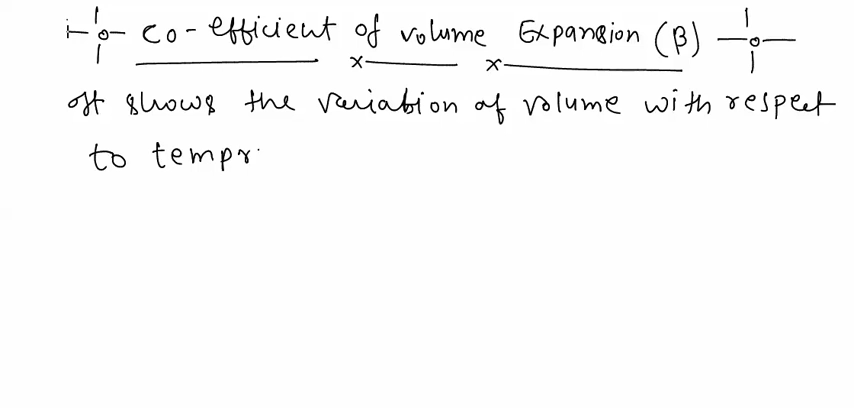 Co-efficient of volume Expansion (β)
It shows the variation of volume with respect
to tempr